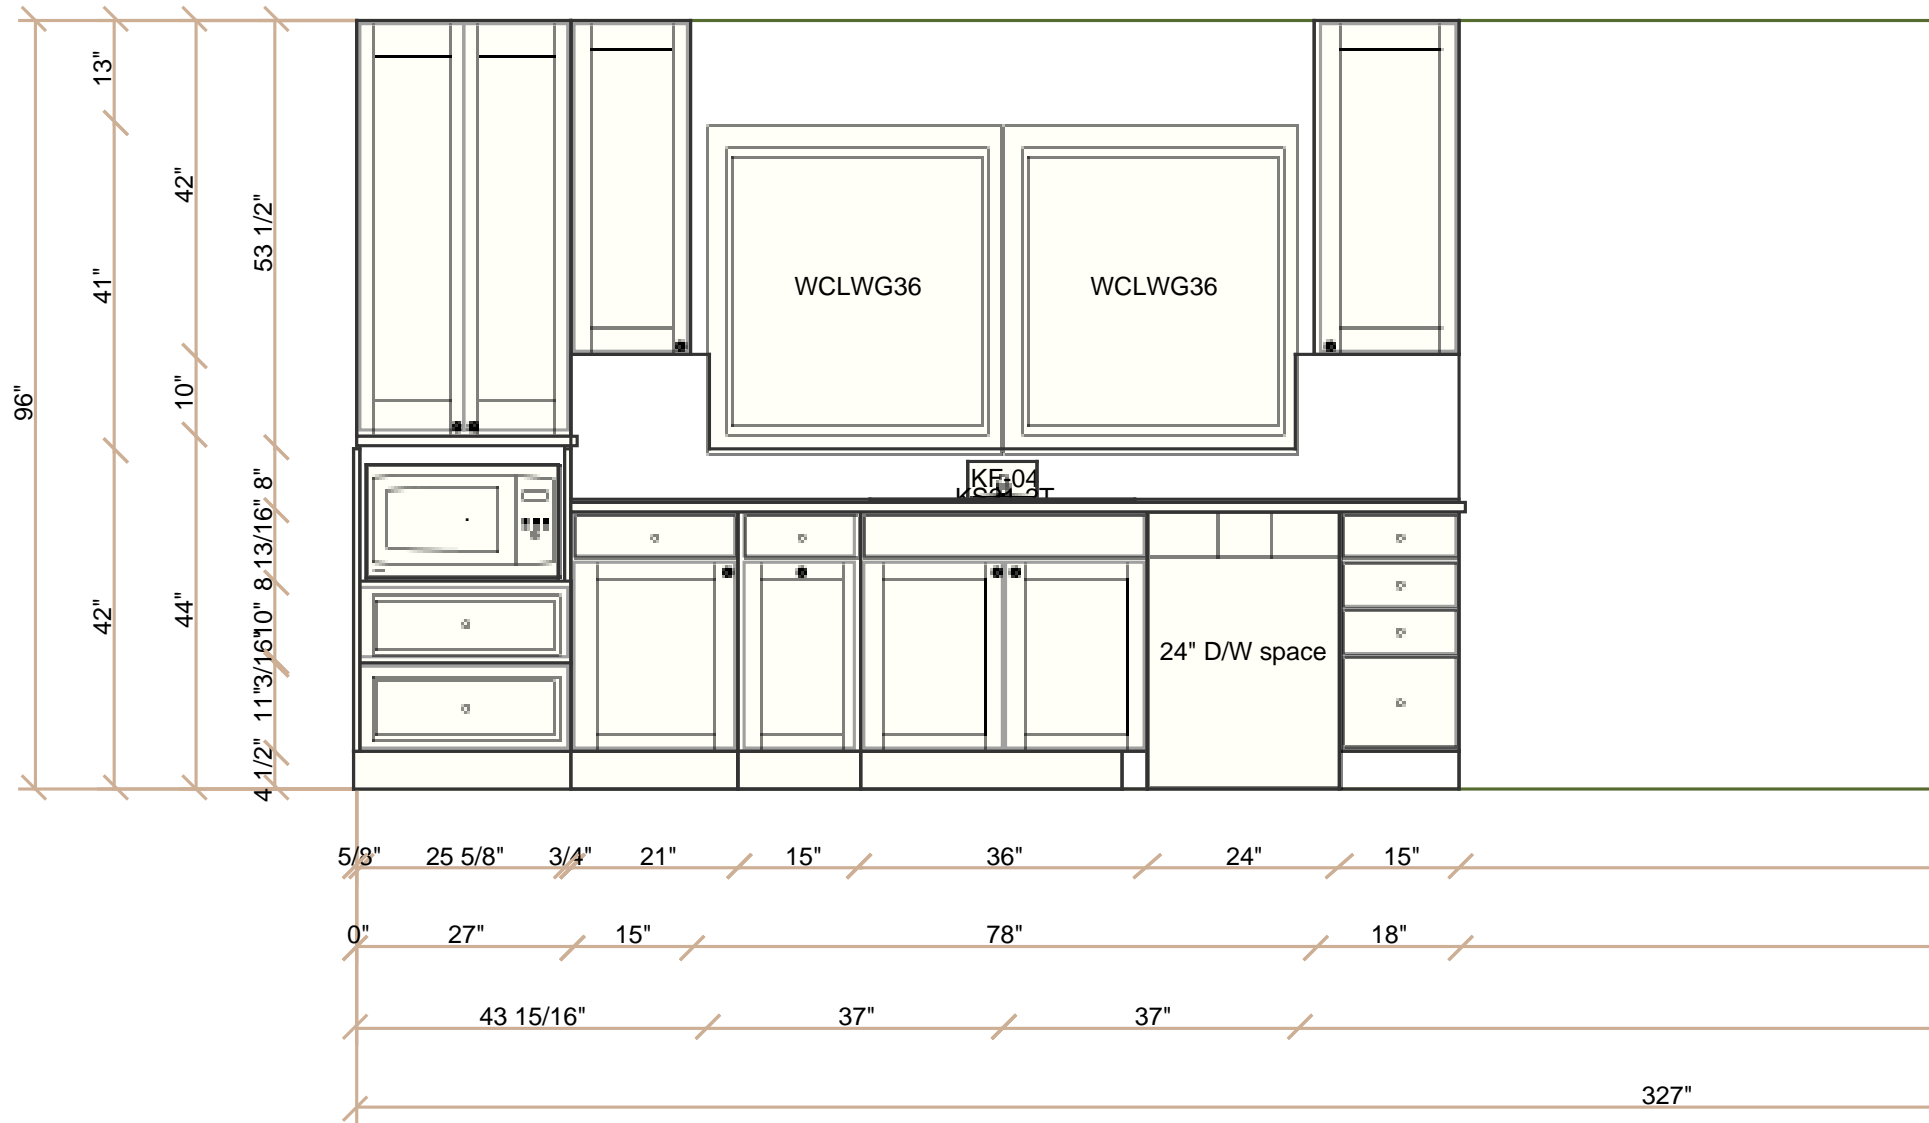 13"
42"
53 1/2"
41"
WCLWG36
WCLWG36
10"
96"
KF-04
8"
8 13/16"
44"
42"
10"
3/16"
24" D/W space
11"
4 1/2"
5/8" 25 5/8" 3/4" 21" 15" 36" 24" 15"
0" 27" 15" 78" 18"
43 15/16" 37" 37"
327"